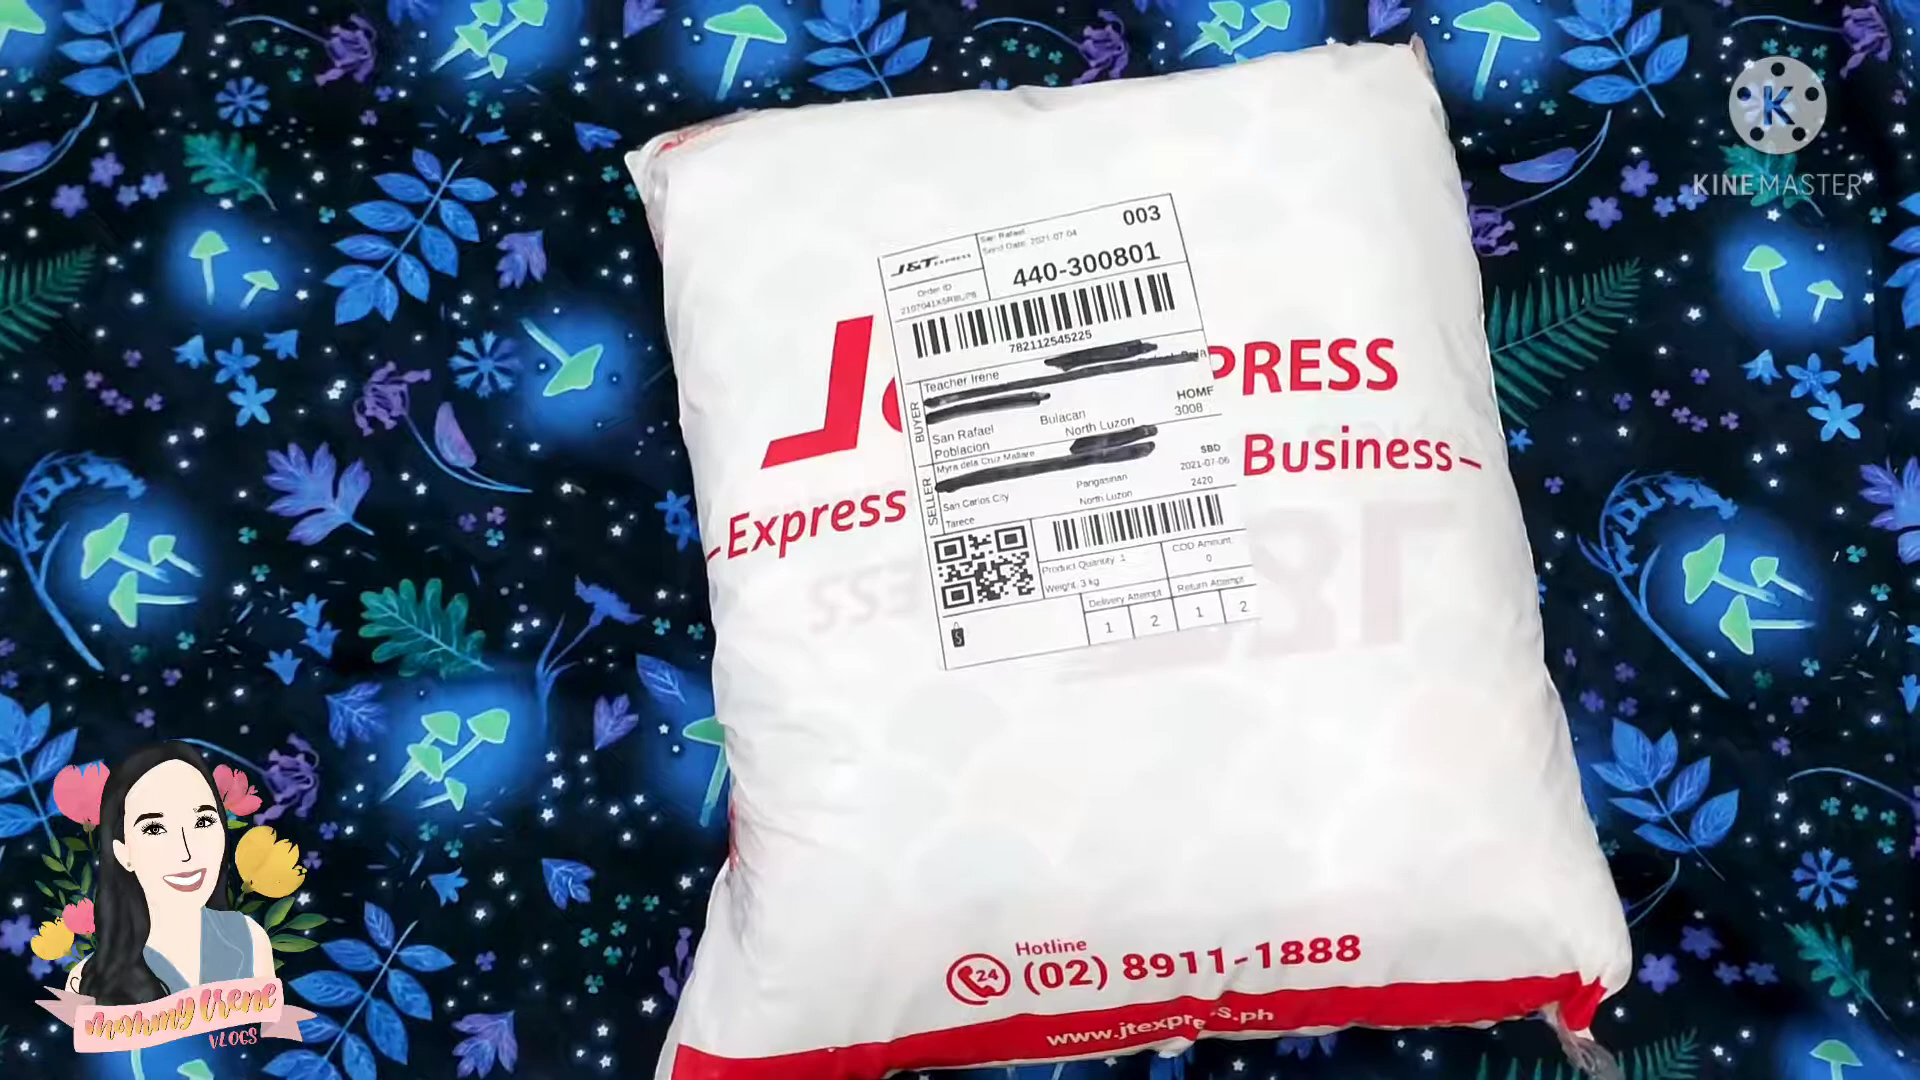 KINEMASTER
San Rafael
Send Date: 2021-07-04
003
J&T EXPRESS
440-300801
Order ID
782112545225
BUYER
Teacher Irene
HOME
San Rafael
Bulacan
3008
Poblacion
North Luzon
SELLER
Myra dela Cruz Mallare
SBD
2021-07-06
San Carlos City
Pangasinan
2420
Tarece
North Luzon
Product Quantity: 1
COD Amount:
0
Weight: 3 kg
Delivery Attempt
Return Attempt
1 2 1 2
J PRESS
Express Business
Hotline
24
(02) 8911-1888
www.jtexpress.ph
mommy Irene
VLOGS